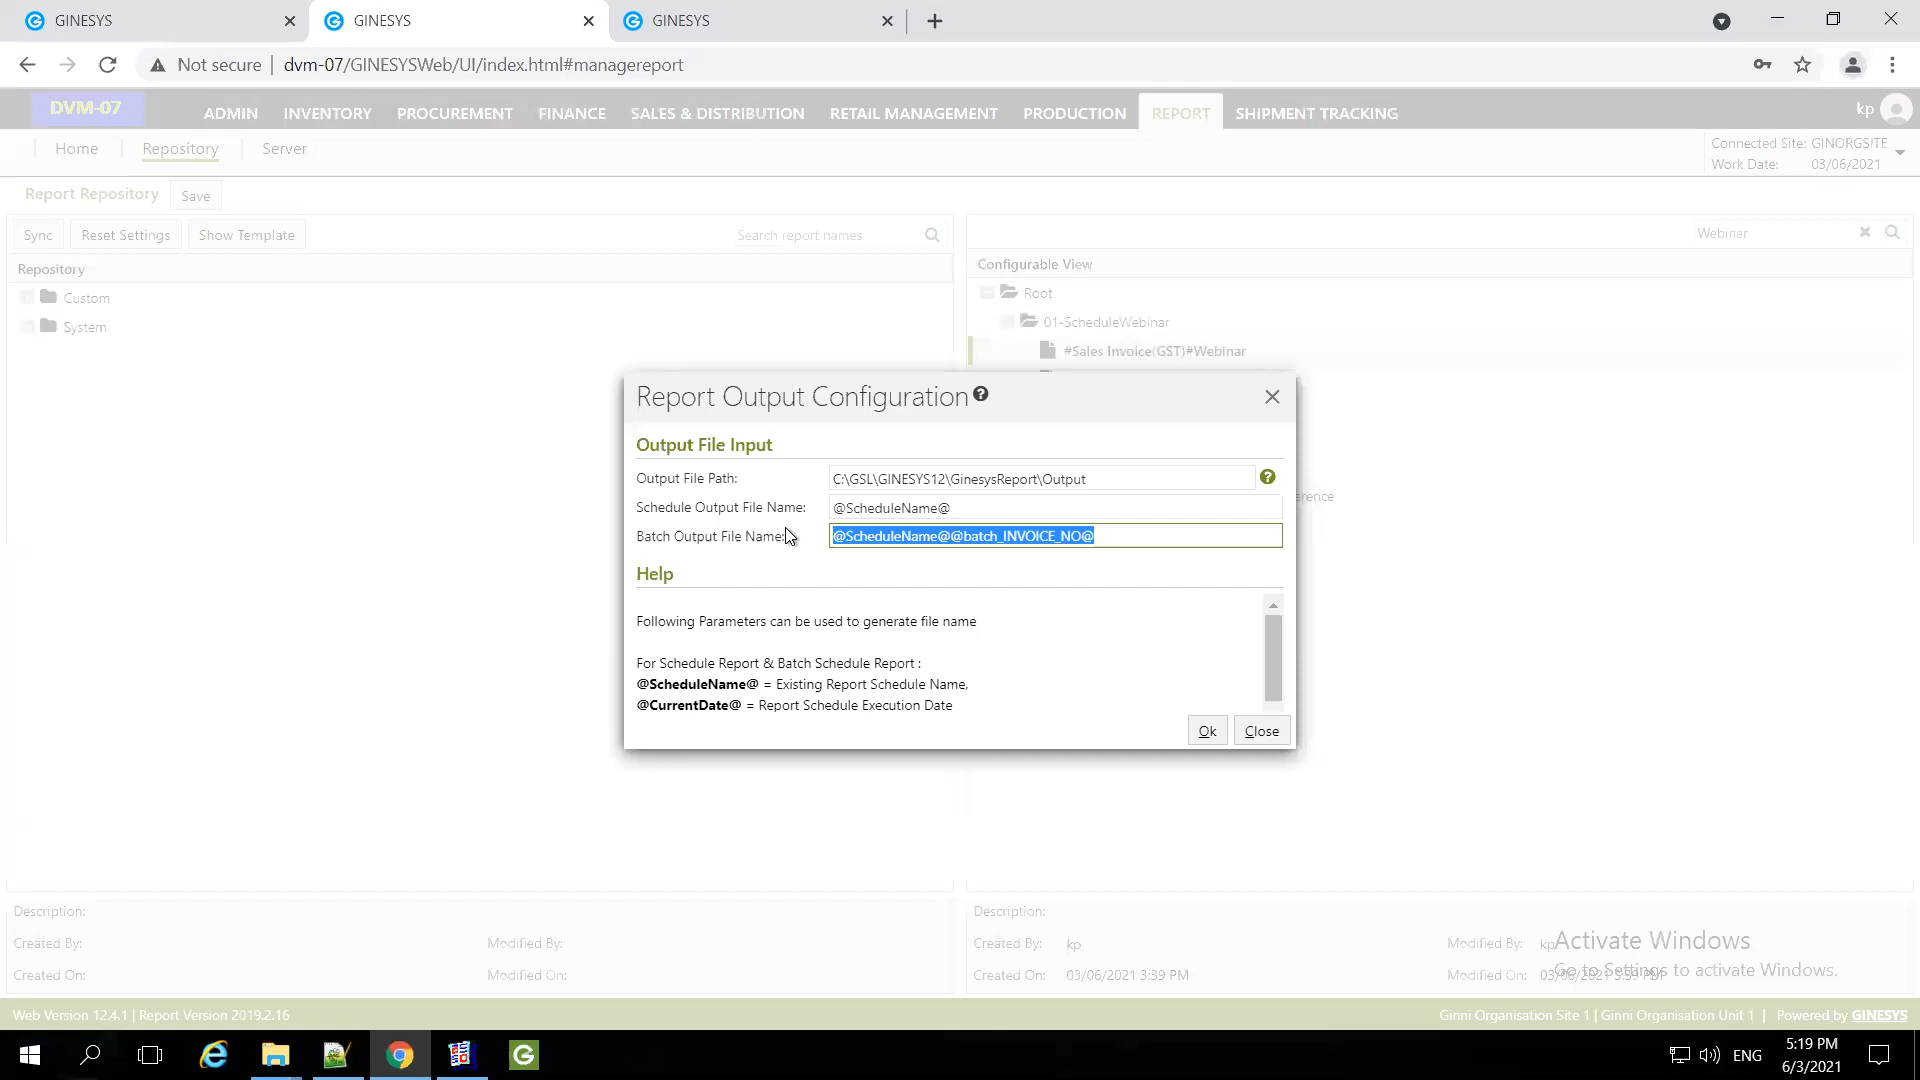 GINESYS
GINESYS
GINESYS
Not secure
dvm-07/GINESYSWeb/UI/index.html#managereport
DVM-07
ADMIN
INVENTORY
PROCUREMENT
FINANCE
SALES & DISTRIBUTION
RETAIL MANAGEMENT
PRODUCTION
REPORT
SHIPMENT TRACKING
kp
Home
Repository
Server
Connected Site: GINORGSITE
Work Date: 03/06/2021
Report Repository
Save
Sync
Reset Settings
Show Template
Search report names
Webinar
Repository
Custom
System
Configurable View
Root
01-ScheduleWebinar
#Sales Invoice(GST)#Webinar
erence
Report Output Configuration
Output File Input
Output File Path: C:\GSL\GINESYS12\GinesysReport\Output
Schedule Output File Name: @ScheduleName@
Batch Output File Name: @ScheduleName@@batch_INVOICE_NO@
Help
Following Parameters can be used to generate file name
For Schedule Report & Batch Schedule Report :
@ScheduleName@ = Existing Report Schedule Name,
@CurrentDate@ = Report Schedule Execution Date
Ok
Close
Description:
Created By:
Modified By:
Created On:
Modified On:
Description:
Created By: kp
Modified By: kp
Created On: 03/06/2021 3:39 PM
Modified On: 03/06/2021 3:39 PM
Activate Windows
Go to Settings to activate Windows.
Web Version 12.4.1 | Report Version 2019.2.16
Ginni Organisation Site 1 | Ginni Organisation Unit 1 | Powered by GINESYS
ENG
5:19 PM
6/3/2021